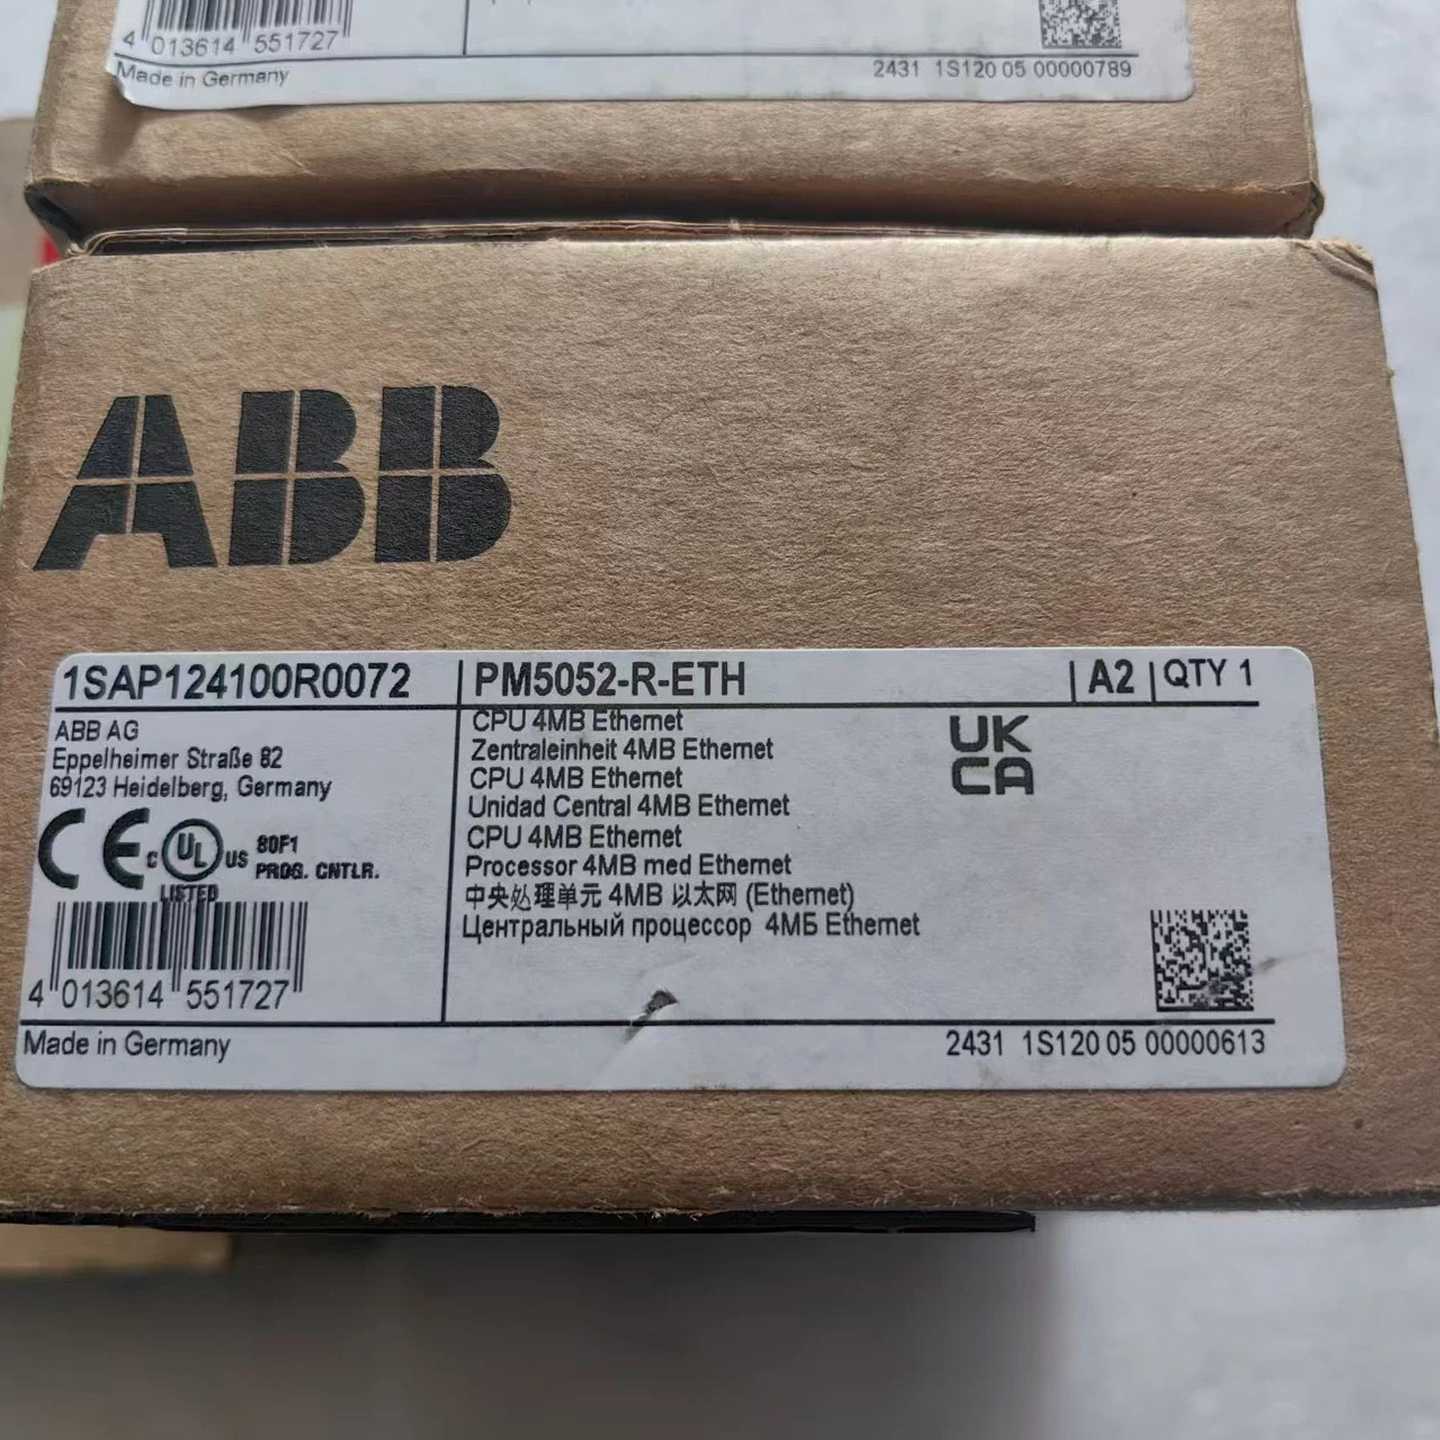 4 013614 551727
Made in Germany
2431 1S120 05 00000789
ABB
1SAP124100R0072
PM5052-R-ETH
A2
QTY 1
ABB AG
Eppelheimer Straße 82
69123 Heidelberg, Germany
CE
C UL US
LISTED
80F1
PROG. CNTLR.
4 013614 551727
CPU 4MB Ethernet
Zentraleinheit 4MB Ethernet
CPU 4MB Ethernet
Unidad Central 4MB Ethernet
CPU 4MB Ethernet
Processor 4MB med Ethernet
中央处理单元 4MB 以太网 (Ethernet)
Центральный процессор 4МБ Ethernet
UK
CA
Made in Germany
2431 1S120 05 00000613